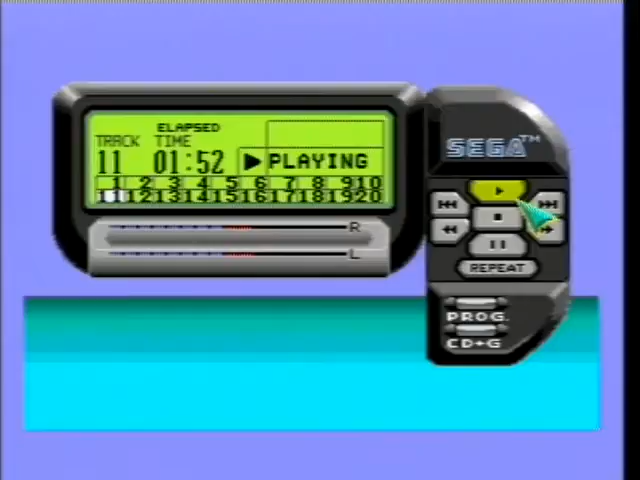 ELAPSED
TRACK TIME
11 01:52 ▶PLAYING
1 2 3 4 5 6 7 8 9 10
11 12 13 14 15 16 17 18 19 20
R
L
SEGA™
REPEAT
PROG.
CD+G